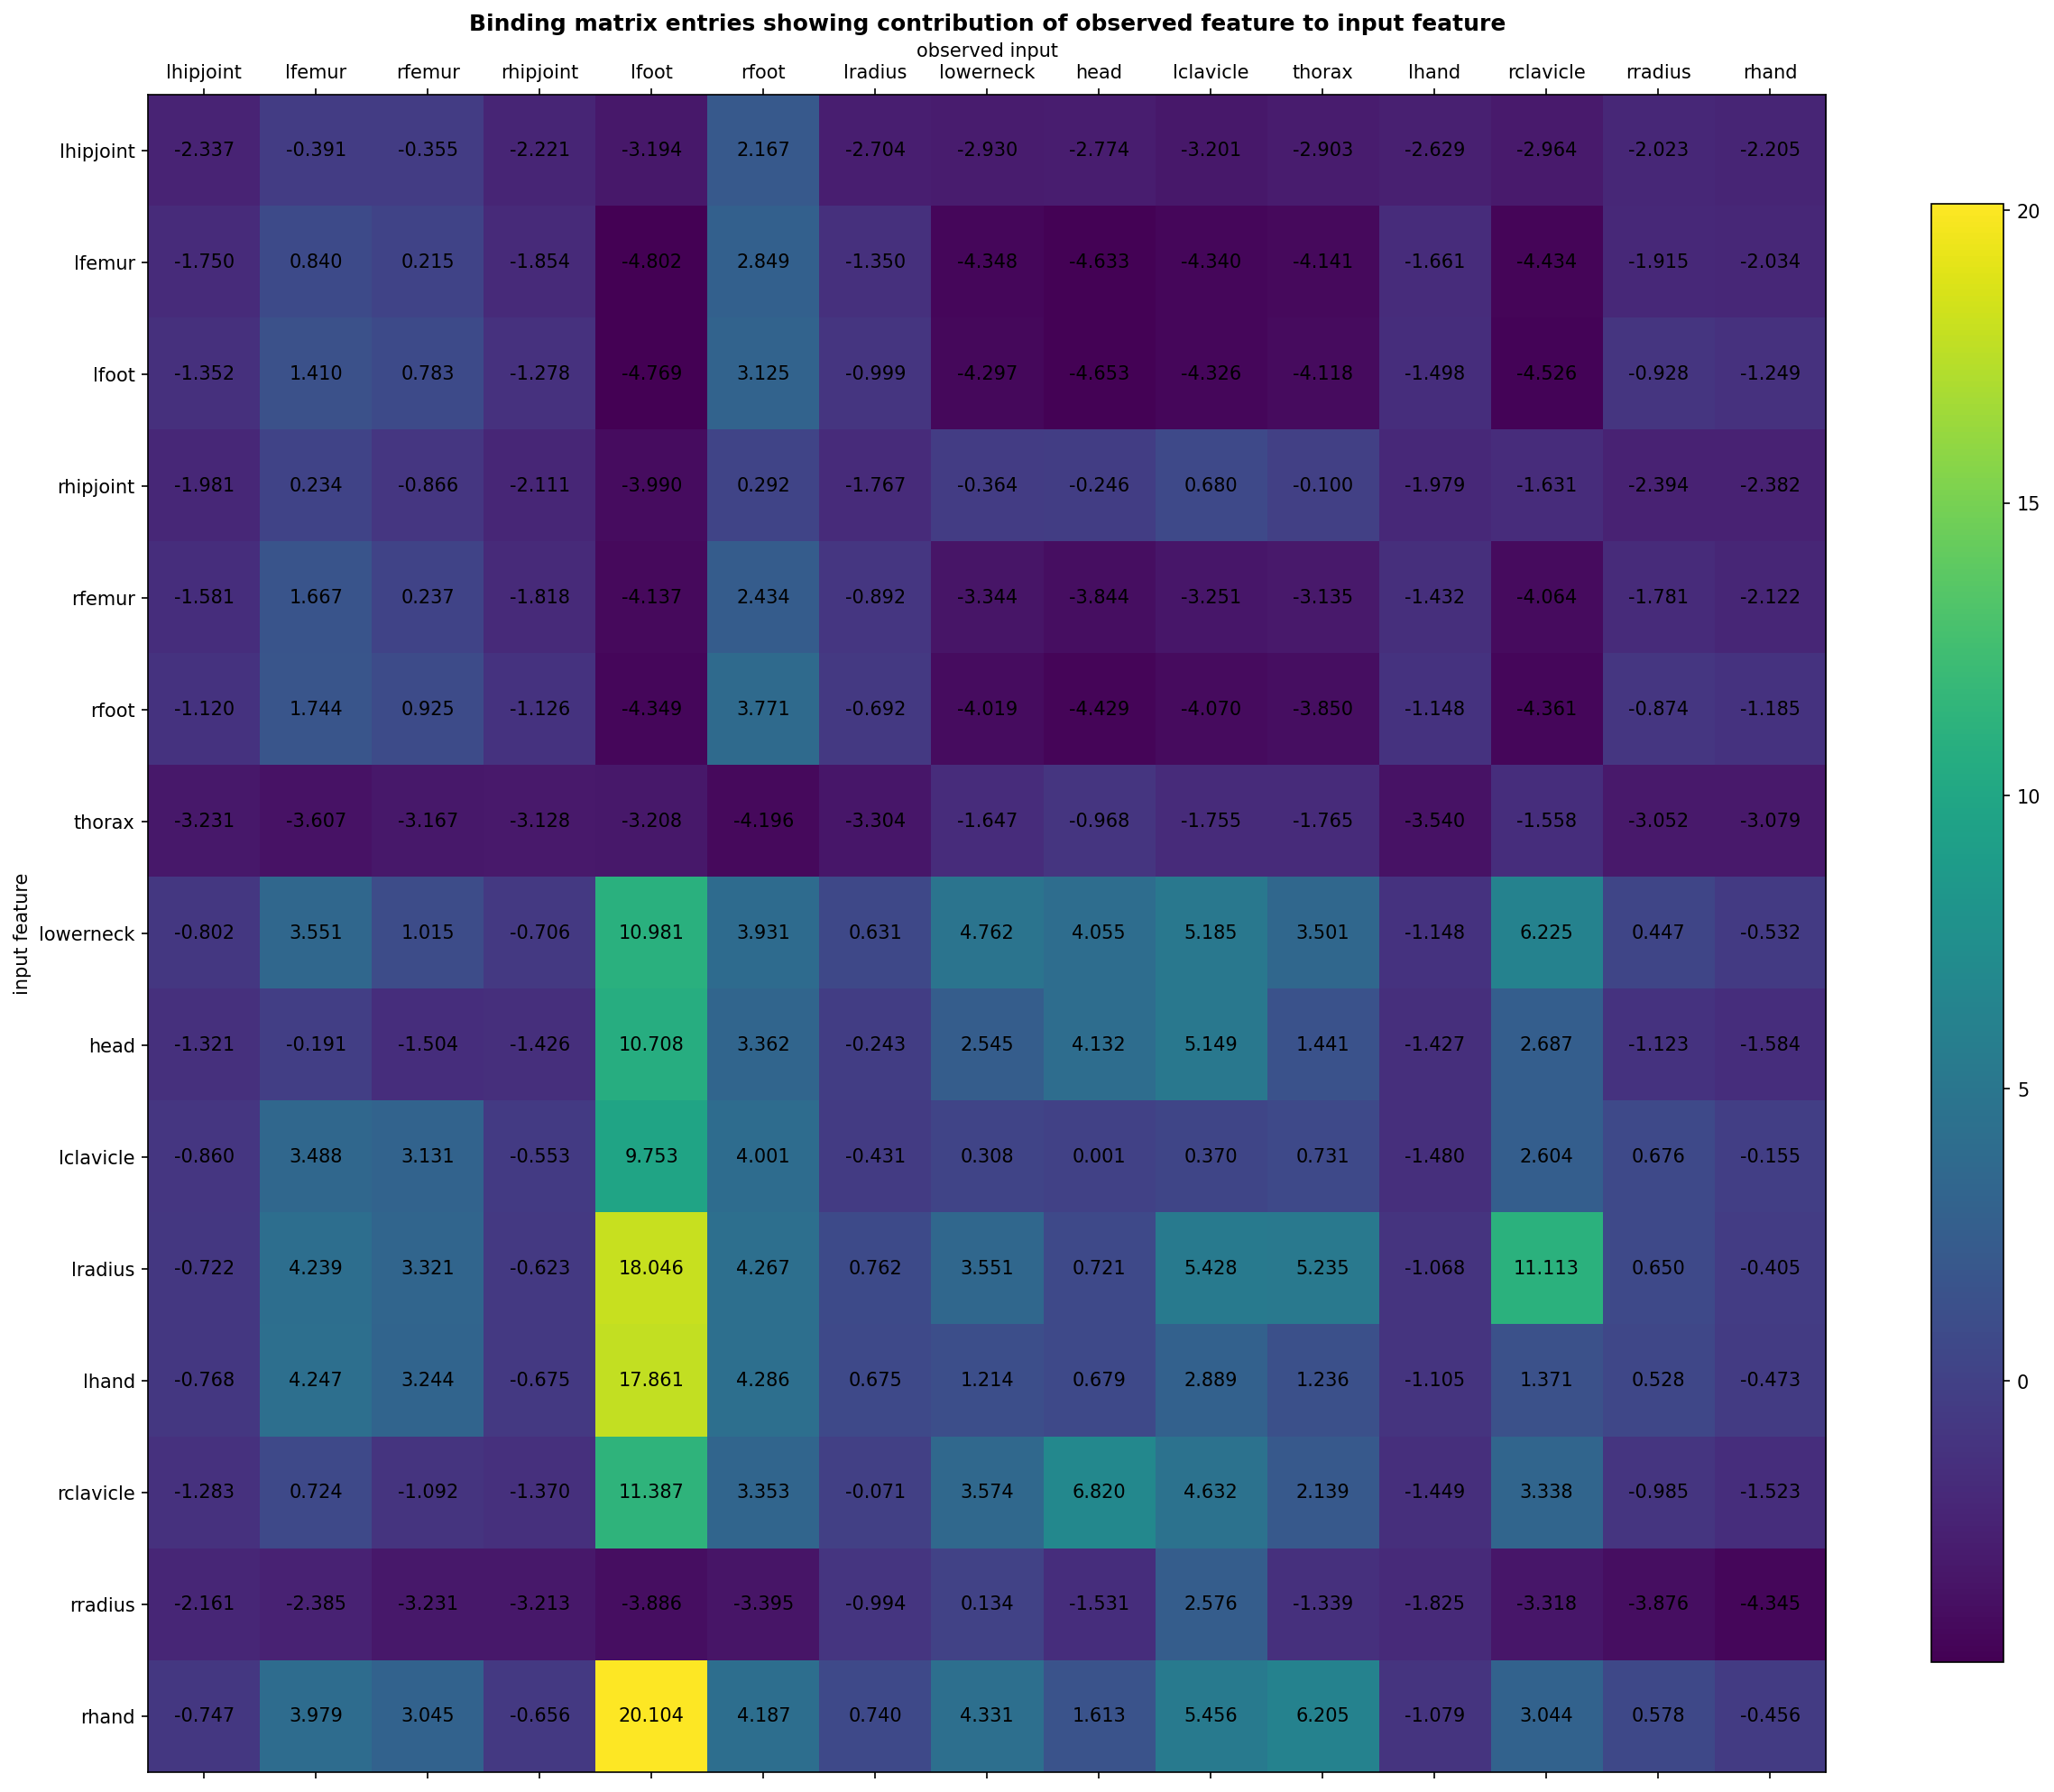 Binding matrix entries showing contribution of observed feature to input feature
observed input
lhipjoint lfemur rfemur rhipjoint lfoot rfoot lradius lowerneck head lclavicle thorax lhand rclavicle rradius rhand
lhipjoint -2.337 -0.391 -0.355 -2.221 -3.194 2.167 -2.704 -2.930 -2.774 -3.201 -2.903 -2.629 -2.964 -2.023 -2.205
lfemur -1.750 0.840 0.215 -1.854 -4.802 2.849 -1.350 -4.348 -4.633 -4.340 -4.141 -1.661 -4.434 -1.915 -2.034
lfoot -1.352 1.410 0.783 -1.278 -4.769 3.125 -0.999 -4.297 -4.653 -4.326 -4.118 -1.498 -4.526 -0.928 -1.249
rhipjoint -1.981 0.234 -0.866 -2.111 -3.990 0.292 -1.767 -0.364 -0.246 0.680 -0.100 -1.979 -1.631 -2.394 -2.382
rfemur -1.581 1.667 0.237 -1.818 -4.137 2.434 -0.892 -3.344 -3.844 -3.251 -3.135 -1.432 -4.064 -1.781 -2.122
rfoot -1.120 1.744 0.925 -1.126 -4.349 3.771 -0.692 -4.019 -4.429 -4.070 -3.850 -1.148 -4.361 -0.874 -1.185
thorax -3.231 -3.607 -3.167 -3.128 -3.208 -4.196 -3.304 -1.647 -0.968 -1.755 -1.765 -3.540 -1.558 -3.052 -3.079
lowerneck -0.802 3.551 1.015 -0.706 10.981 3.931 0.631 4.762 4.055 5.185 3.501 -1.148 6.225 0.447 -0.532
head -1.321 -0.191 -1.504 -1.426 10.708 3.362 -0.243 2.545 4.132 5.149 1.441 -1.427 2.687 -1.123 -1.584
lclavicle -0.860 3.488 3.131 -0.553 9.753 4.001 -0.431 0.308 0.001 0.370 0.731 -1.480 2.604 0.676 -0.155
lradius -0.722 4.239 3.321 -0.623 18.046 4.267 0.762 3.551 0.721 5.428 5.235 -1.068 11.113 0.650 -0.405
lhand -0.768 4.247 3.244 -0.675 17.861 4.286 0.675 1.214 0.679 2.889 1.236 -1.105 1.371 0.528 -0.473
rclavicle -1.283 0.724 -1.092 -1.370 11.387 3.353 -0.071 3.574 6.820 4.632 2.139 -1.449 3.338 -0.985 -1.523
rradius -2.161 -2.385 -3.231 -3.213 -3.886 -3.395 -0.994 0.134 -1.531 2.576 -1.339 -1.825 -3.318 -3.876 -4.345
rhand -0.747 3.979 3.045 -0.656 20.104 4.187 0.740 4.331 1.613 5.456 6.205 -1.079 3.044 0.578 -0.456
input feature
20
15
10
5
0